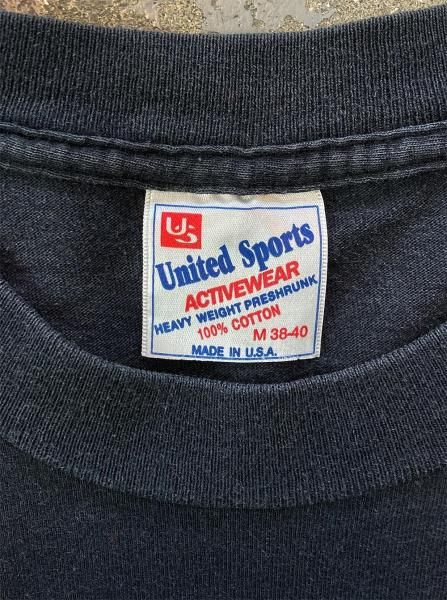 US
United Sports
ACTIVEWEAR
HEAVY WEIGHT PRESHRUNK
100% COTTON
M 38-40
MADE IN U.S.A.